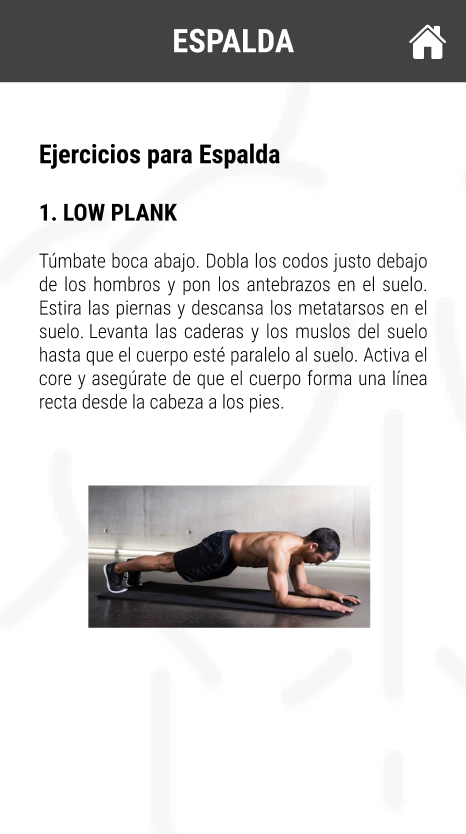 ESPALDA
Ejercicios para Espalda
1. LOW PLANK
Túmbate boca abajo. Dobla los codos justo debajo
de los hombros y pon los antebrazos en el suelo.
Estira las piernas y descansa los metatarsos en el
suelo. Levanta las caderas y los muslos del suelo
hasta que el cuerpo esté paralelo al suelo. Activa el
core y asegúrate de que el cuerpo forma una línea
recta desde la cabeza a los pies.